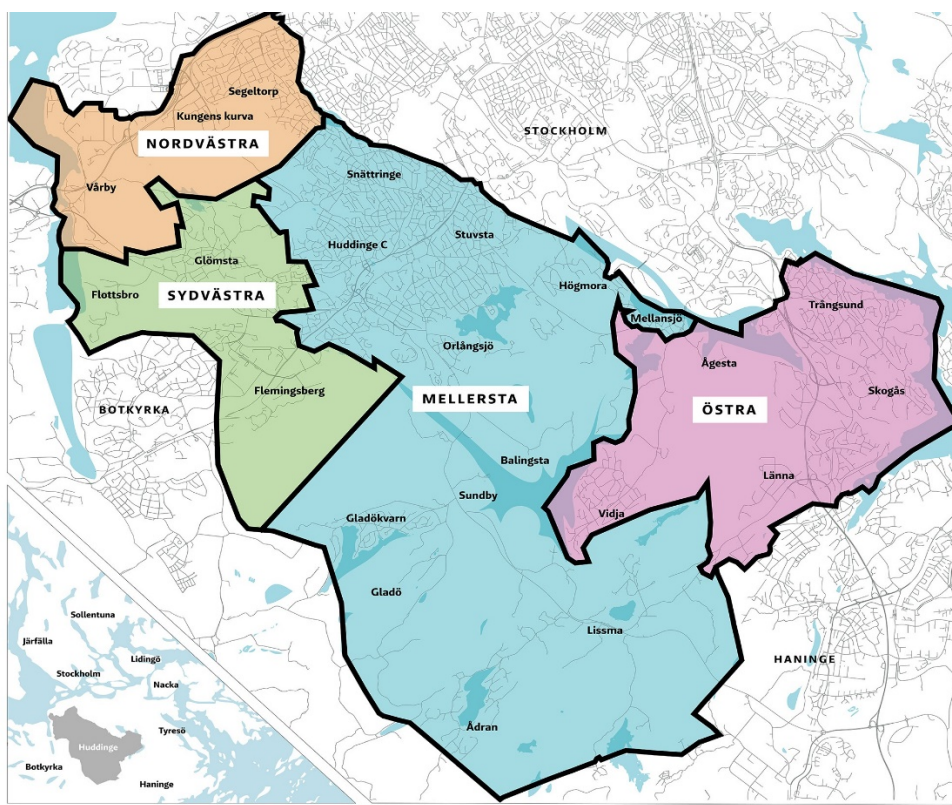 Segeltorp
Kungens kurva
STOCKHOLM
NORDVÄSTRA
Snättringe
Vårby
Stuvsta
Huddinge C
Glömsta
Högmora
Flottsbro
SYDVÄSTRA
Trångsund
Mellansjö
Orlångsjö
Ågesta
Flemingsberg
Skogås
MELLERSTA
BOTKYRKA
ÖSTRA
Balingsta
Länna
Sundby
Vidja
Gladökvarn
Gladö
Lissma
HANINGE
Ådran
Sollentuna
Järfälla
Lidingö
Stockholm
Nacka
Tyresö
Huddinge
Botkyrka
Haninge